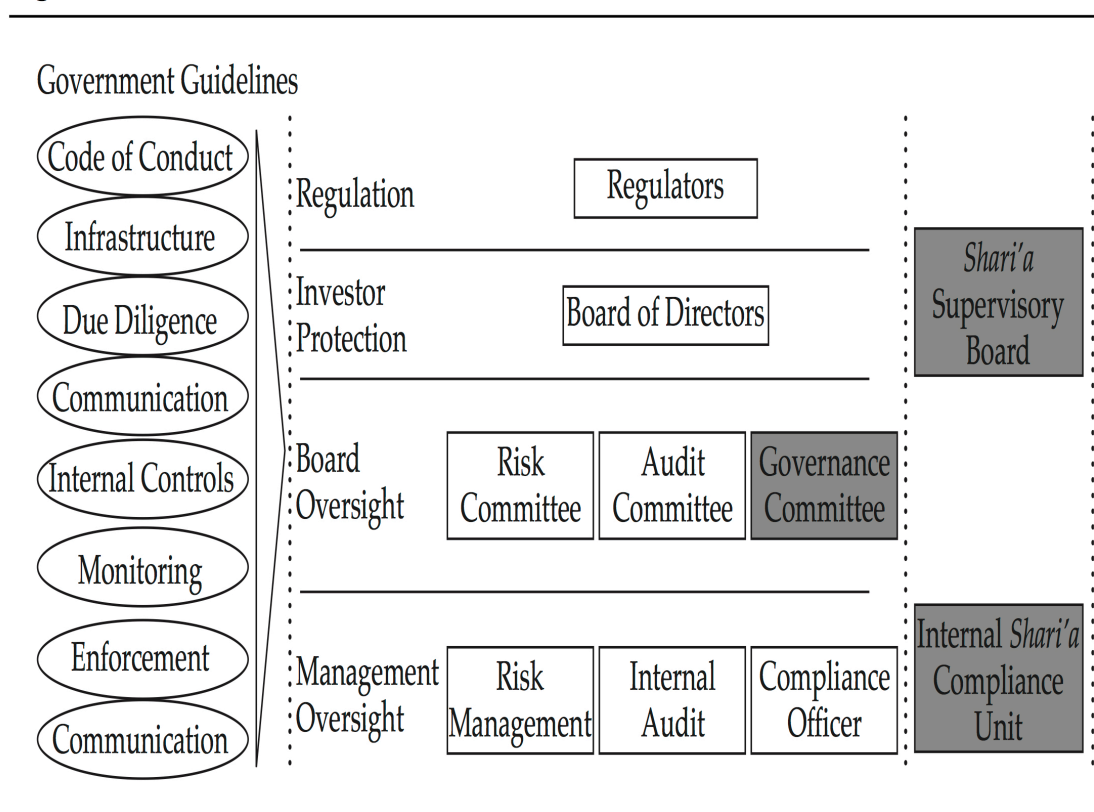 Government Guidelines
Code of Conduct
Infrastructure
Due Diligence
Communication
Internal Controls
Monitoring
Enforcement
Communication
Regulation
Regulators
Investor
Protection
Board of Directors
Board
Oversight
Risk
Committee
Audit
Committee
Governance
Committee
Management
Oversight
Risk
Management
Internal
Audit
Compliance
Officer
Shari'a
Supervisory
Board
Internal Shari'a
Compliance
Unit